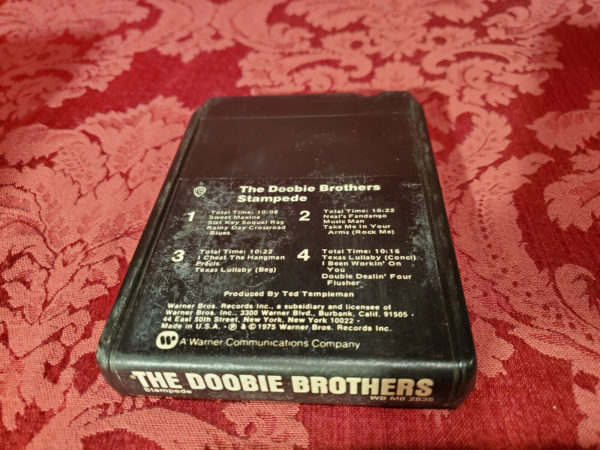 The Doobie Brothers
Stampede
1
Total Time: 10:08
Sweet Maxine
Slat Key Soquel Rag
Rainy Day Crossroad
Blues
2
Total Time: 10:22
Neal's Fandango
Music Man
Take Me In Your
Arms (Rock Me)
3
Total Time: 10:22
I Cheat The Hangman
Précis
Texas Lullaby (Beg)
4
Total Time: 10:16
Texas Lullaby (Concl)
I Been Workin' On
You
Double Dealin' Four
Flusher
Produced By Ted Templeman
Warner Bros. Records Inc., a subsidiary and licensee of
Warner Bros. Inc., 3300 Warner Blvd., Burbank, Calif. 91505 •
44 East 50th Street, New York, New York 10022 •
Made in U.S.A. • ℗ & © 1975 Warner Bros. Records Inc.
A Warner Communications Company
THE DOOBIE BROTHERS
Stampede
WB M8 2835